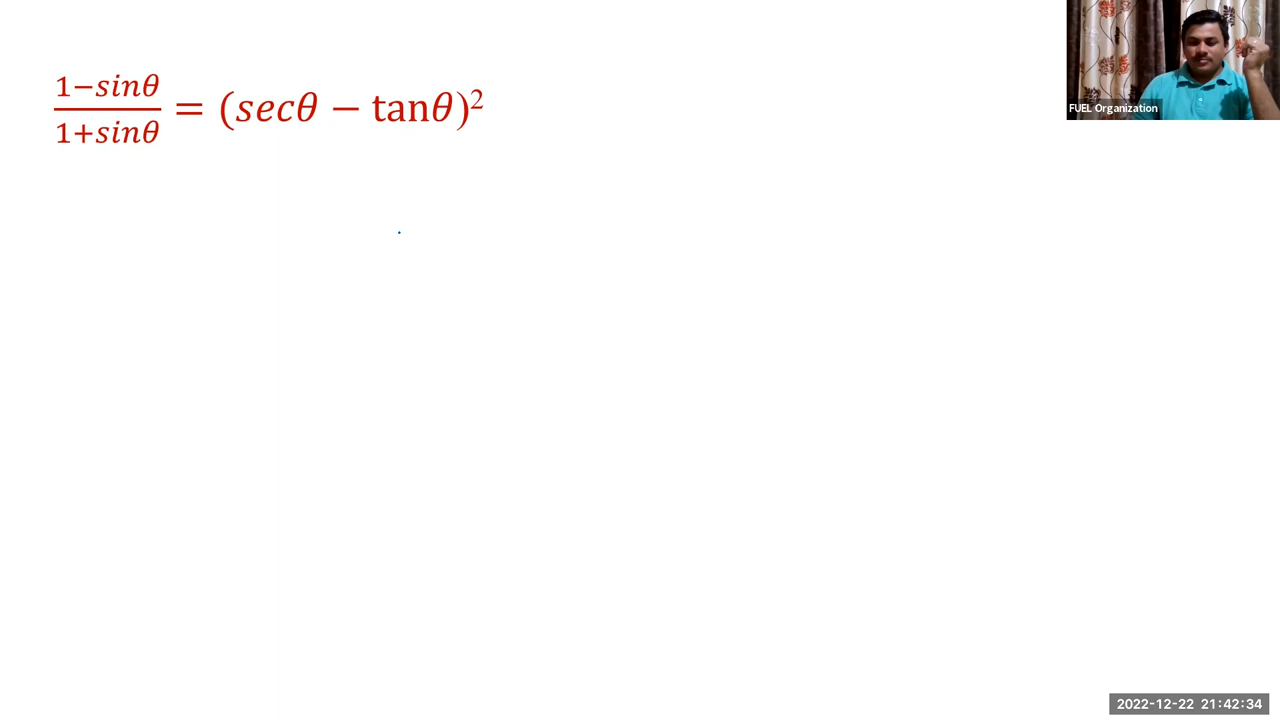 1−sinθ
1+sinθ = (secθ − tanθ)²
FUEL Organization
2022-12-22 21:42:34